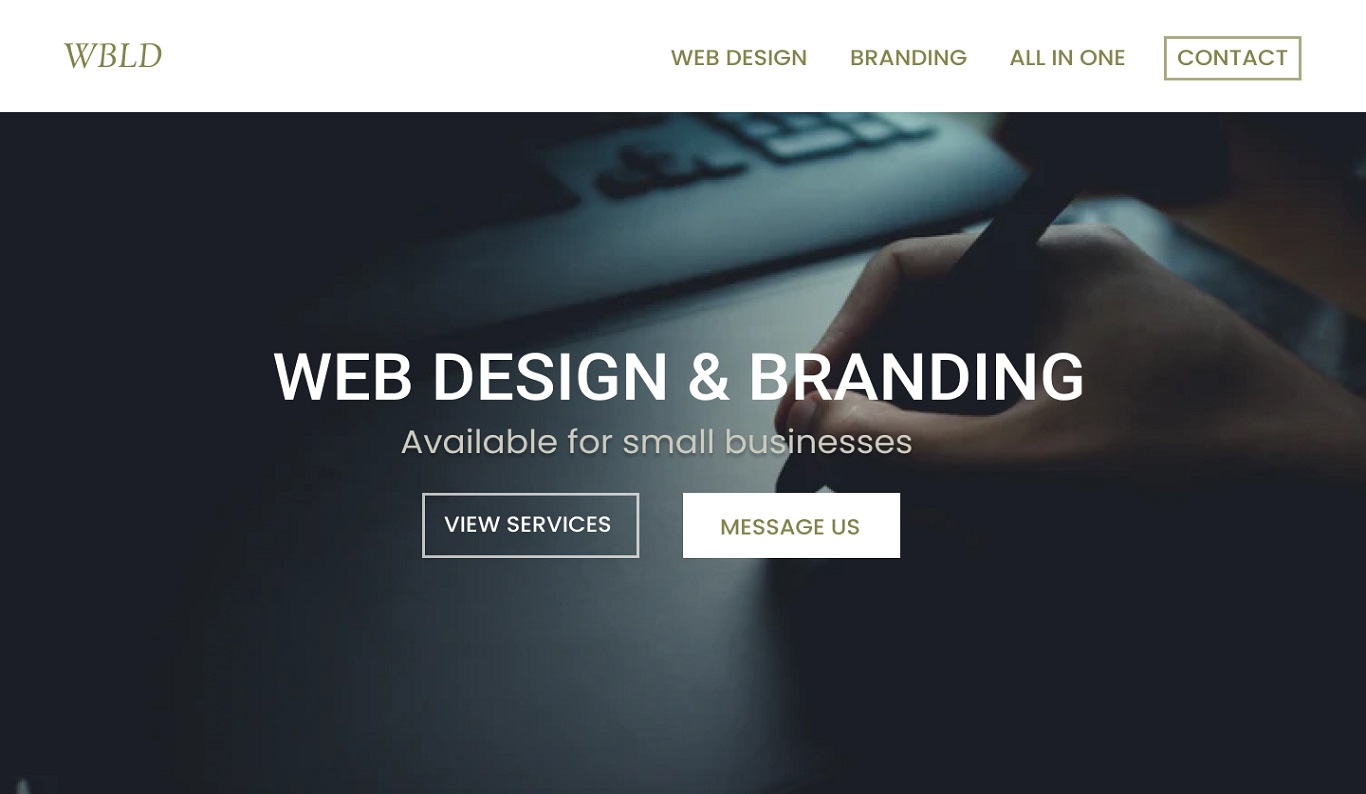 WBLD
WEB DESIGN BRANDING ALL IN ONE CONTACT
WEB DESIGN & BRANDING
Available for small businesses
VIEW SERVICES MESSAGE US